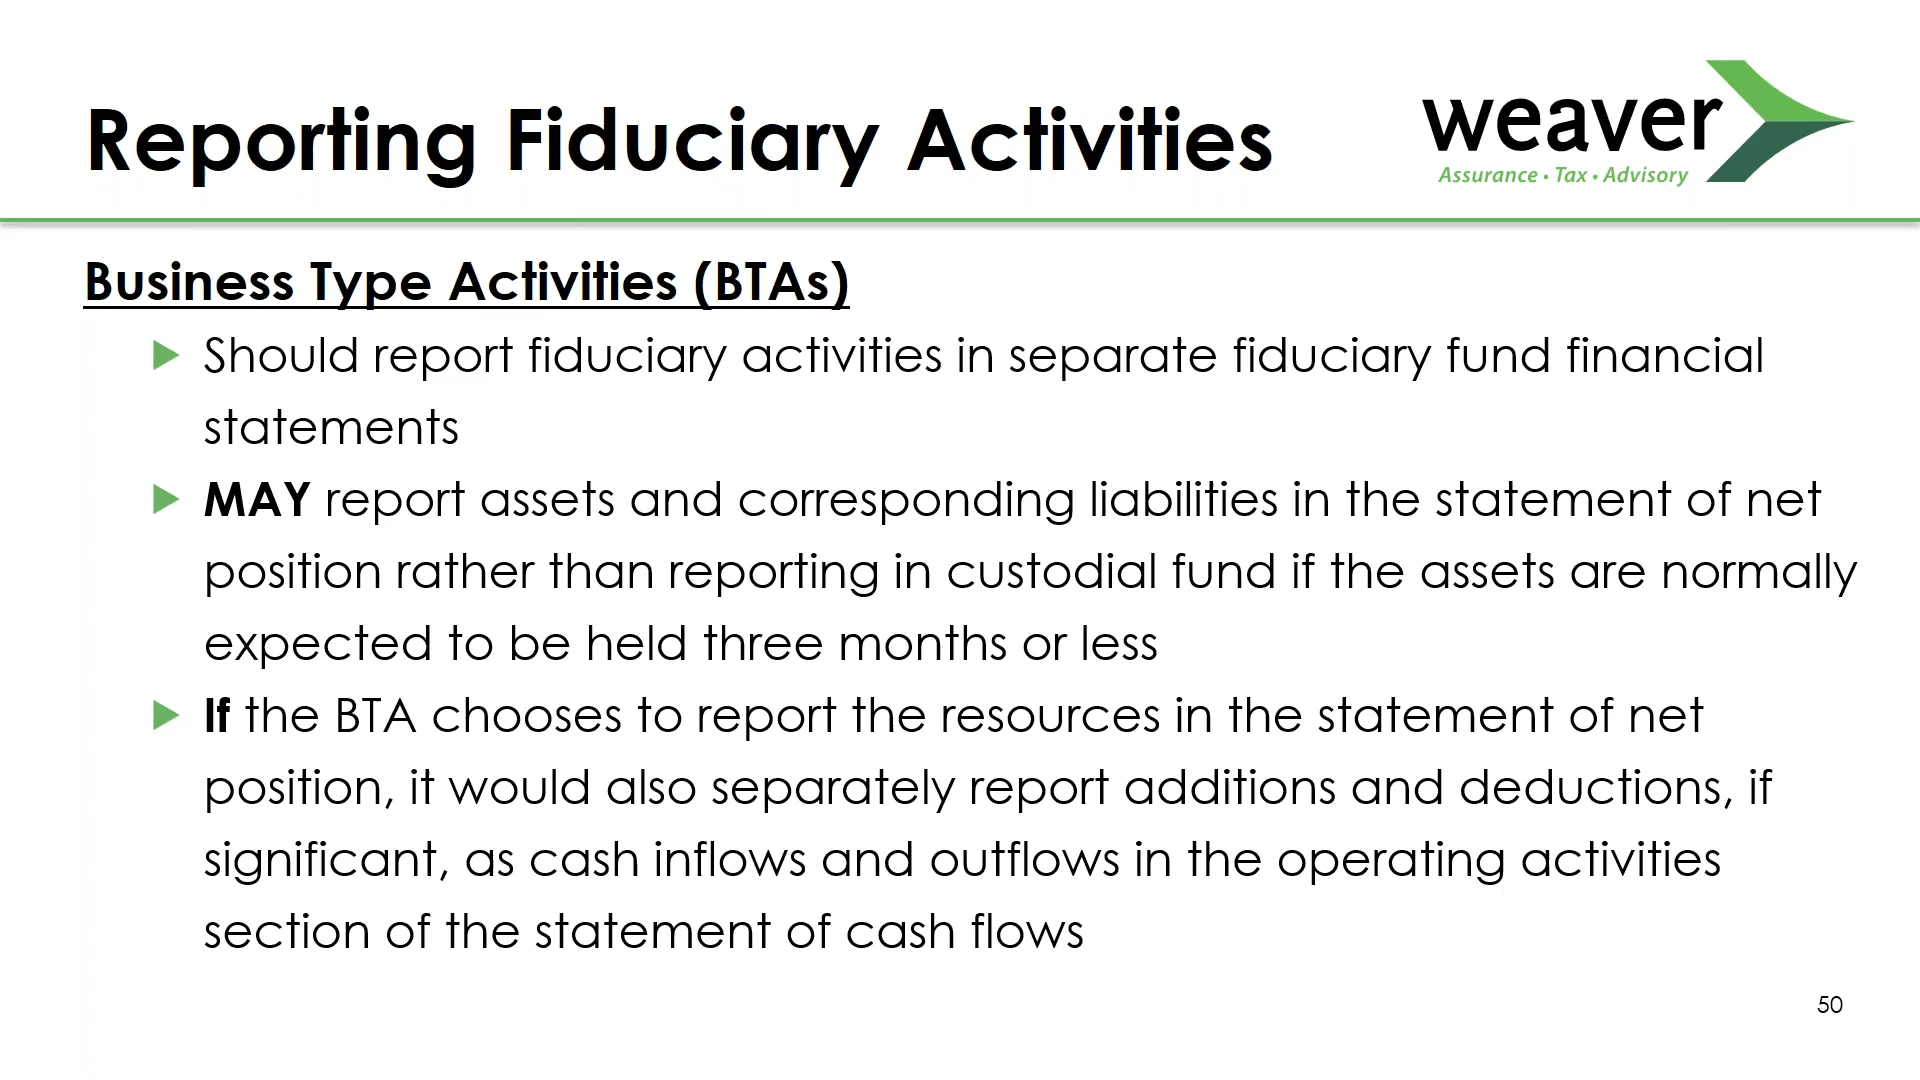 Reporting Fiduciary Activities
weaver
Assurance • Tax • Advisory
Business Type Activities (BTAs)
Should report fiduciary activities in separate fiduciary fund financial
statements
MAY report assets and corresponding liabilities in the statement of net
position rather than reporting in custodial fund if the assets are normally
expected to be held three months or less
If the BTA chooses to report the resources in the statement of net
position, it would also separately report additions and deductions, if
significant, as cash inflows and outflows in the operating activities
section of the statement of cash flows
50